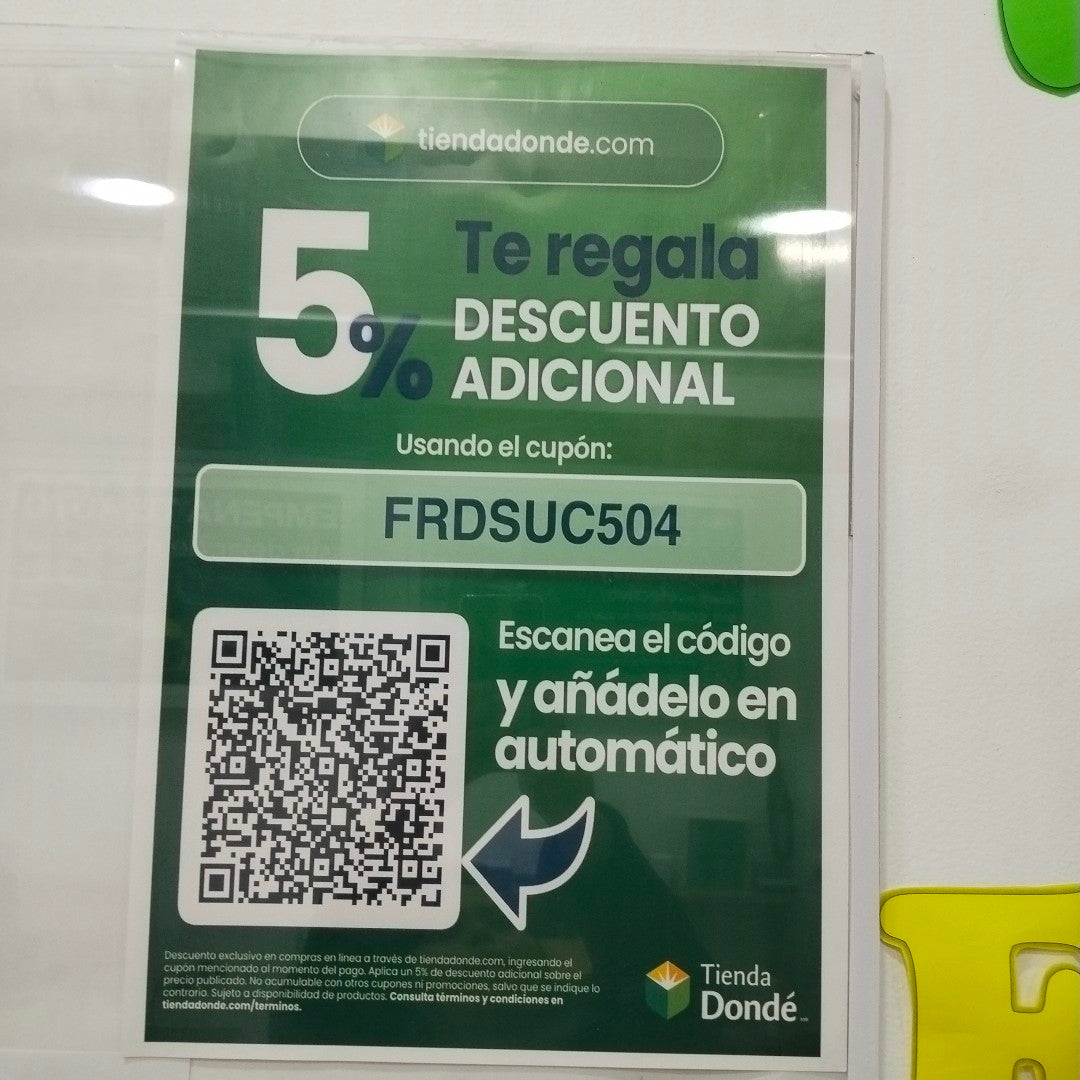 tiendadonde.com
5%
Te regala
DESCUENTO
ADICIONAL
Usando el cupón:
FRDSUC504
Escanea el código
y añádelo en
automático
Descuento exclusivo en compras en linea a través de tiendadonde.com, ingresando el
cupón mencionado al momento del pago. Aplica un 5% de descuento adicional sobre el
precio publicado. No acumulable con otros cupones ni promociones, salvo que se indique lo
contrario. Sujeto a disponibilidad de productos. Consulta términos y condiciones en
tiendadonde.com/terminos.
Tienda
Dondé
E